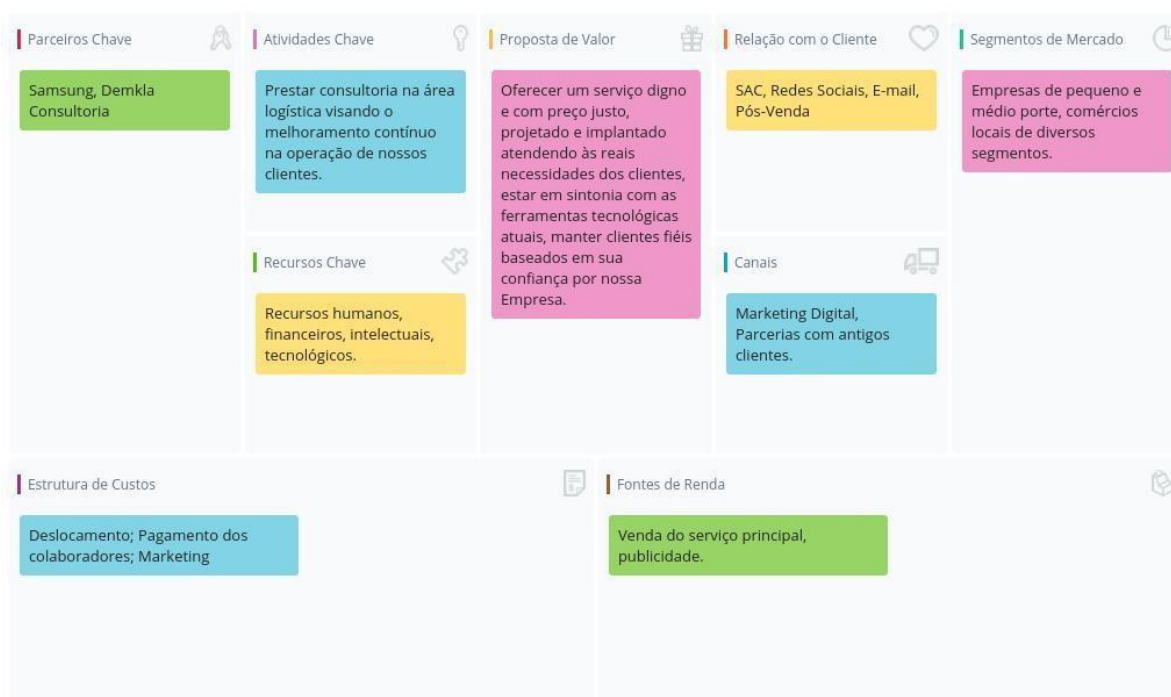 Parceiros Chave
Samsung, Demkla
Consultoria
Atividades Chave
Prestar consultoria na área
logística visando o
melhoramento contínuo
na operação de nossos
clientes.
Recursos Chave
Recursos humanos,
financeiros, intelectuais,
tecnológicos.
Proposta de Valor
Oferecer um serviço digno
e com preço justo,
projetado e implantado
atendendo às reais
necessidades dos clientes,
estar em sintonia com as
ferramentas tecnológicas
atuais, manter clientes fiéis
baseados em sua
confiança por nossa
Empresa.
Relação com o Cliente
SAC, Redes Sociais, E-mail,
Pós-Venda
Canais
Marketing Digital,
Parcerias com antigos
clientes.
Segmentos de Mercado
Empresas de pequeno e
médio porte, comércios
locais de diversos
segmentos.
Estrutura de Custos
Deslocamento; Pagamento dos
colaboradores; Marketing
Fontes de Renda
Venda do serviço principal,
publicidade.